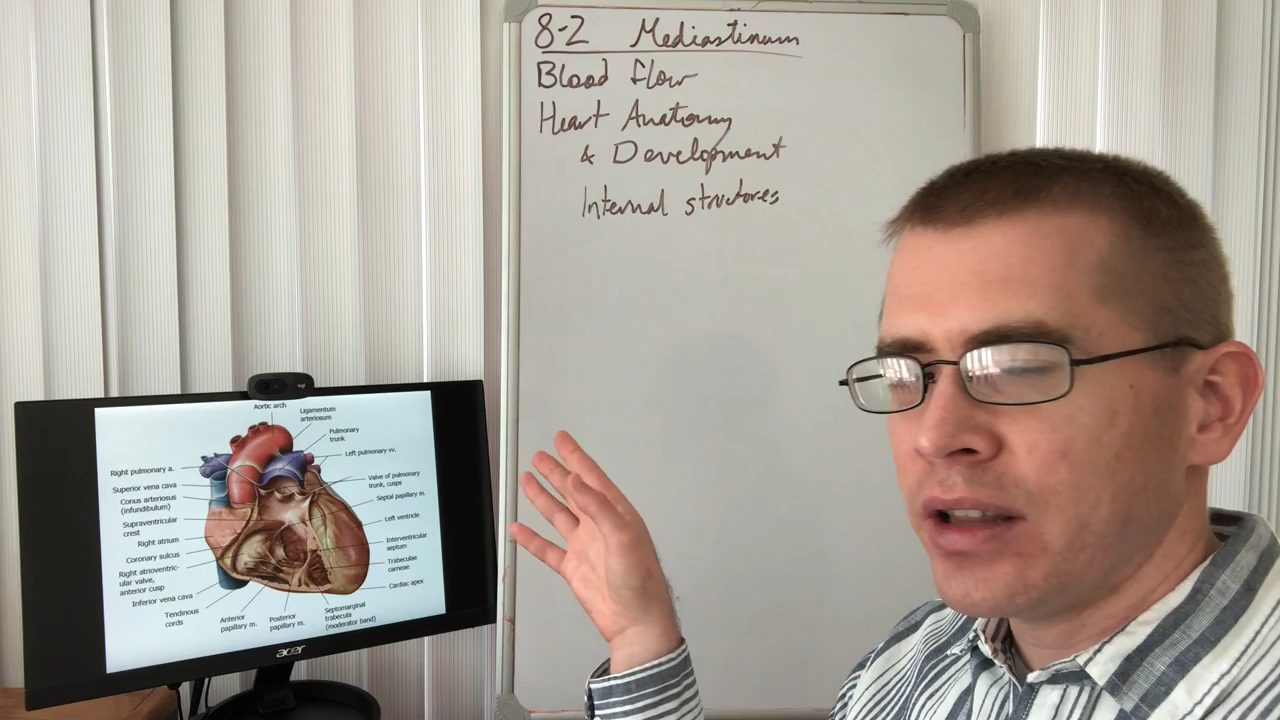 8-2 Mediastinum
Blood flow
Heart Anatomy
& Development
Internal structures
logi
Aortic arch
Ligamentum
arteriosum
Pulmonary
trunk
Left pulmonary vv.
Valve of pulmonary
trunk, cusps
Septal papillary m.
Left ventricle
Interventricular
septum
Trabeculae
carneae
Cardiac apex
Right pulmonary a.
Superior vena cava
Conus arteriosus
(infundibulum)
Supraventricular
crest
Right atrium
Coronary sulcus
Right atrioventric-
ular valve,
anterior cusp
Inferior vena cava
Tendinous
cords
Anterior
papillary m.
Posterior
papillary m.
Septomarginal
trabecula
(moderator band)
acer